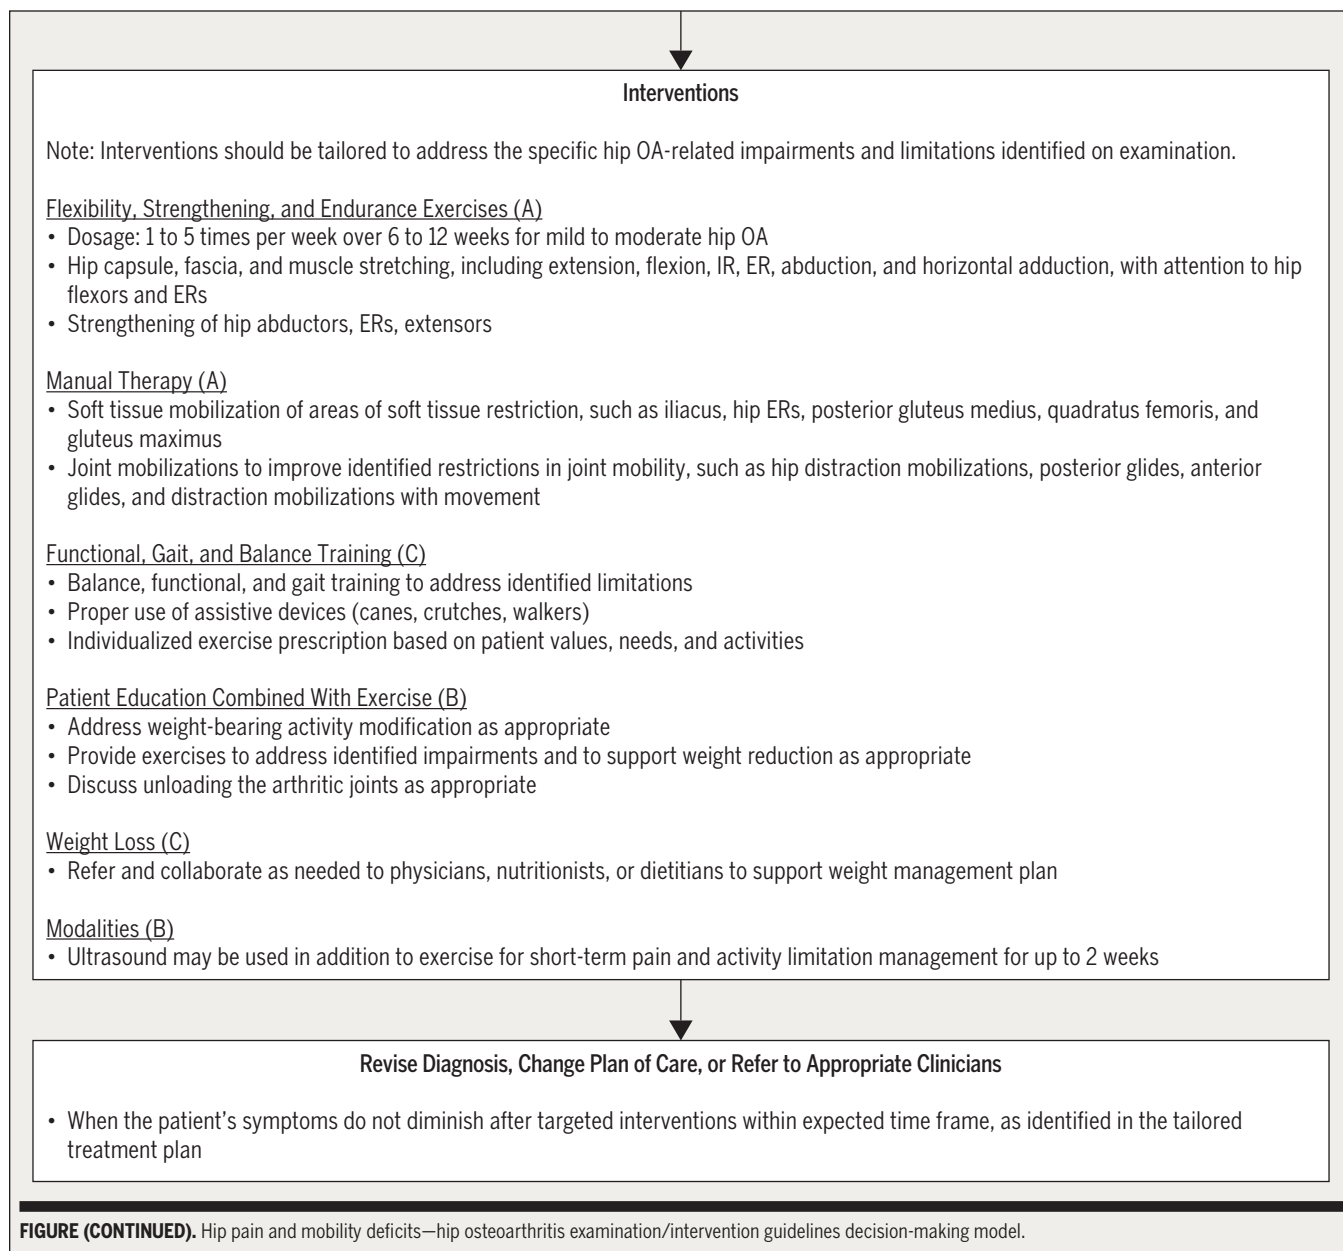 Interventions
Note: Interventions should be tailored to address the specific hip OA-related impairments and limitations identified on examination.
Flexibility, Strengthening, and Endurance Exercises (A)
• Dosage: 1 to 5 times per week over 6 to 12 weeks for mild to moderate hip OA
• Hip capsule, fascia, and muscle stretching, including extension, flexion, IR, ER, abduction, and horizontal adduction, with attention to hip
flexors and ERs
• Strengthening of hip abductors, ERs, extensors
Manual Therapy (A)
• Soft tissue mobilization of areas of soft tissue restriction, such as iliacus, hip ERs, posterior gluteus medius, quadratus femoris, and
gluteus maximus
• Joint mobilizations to improve identified restrictions in joint mobility, such as hip distraction mobilizations, posterior glides, anterior
glides, and distraction mobilizations with movement
Functional, Gait, and Balance Training (C)
• Balance, functional, and gait training to address identified limitations
• Proper use of assistive devices (canes, crutches, walkers)
• Individualized exercise prescription based on patient values, needs, and activities
Patient Education Combined With Exercise (B)
• Address weight-bearing activity modification as appropriate
• Provide exercises to address identified impairments and to support weight reduction as appropriate
• Discuss unloading the arthritic joints as appropriate
Weight Loss (C)
• Refer and collaborate as needed to physicians, nutritionists, or dietitians to support weight management plan
Modalities (B)
• Ultrasound may be used in addition to exercise for short-term pain and activity limitation management for up to 2 weeks
Revise Diagnosis, Change Plan of Care, or Refer to Appropriate Clinicians
• When the patient's symptoms do not diminish after targeted interventions within expected time frame, as identified in the tailored
treatment plan
FIGURE (CONTINUED). Hip pain and mobility deficits—hip osteoarthritis examination/intervention guidelines decision-making model.